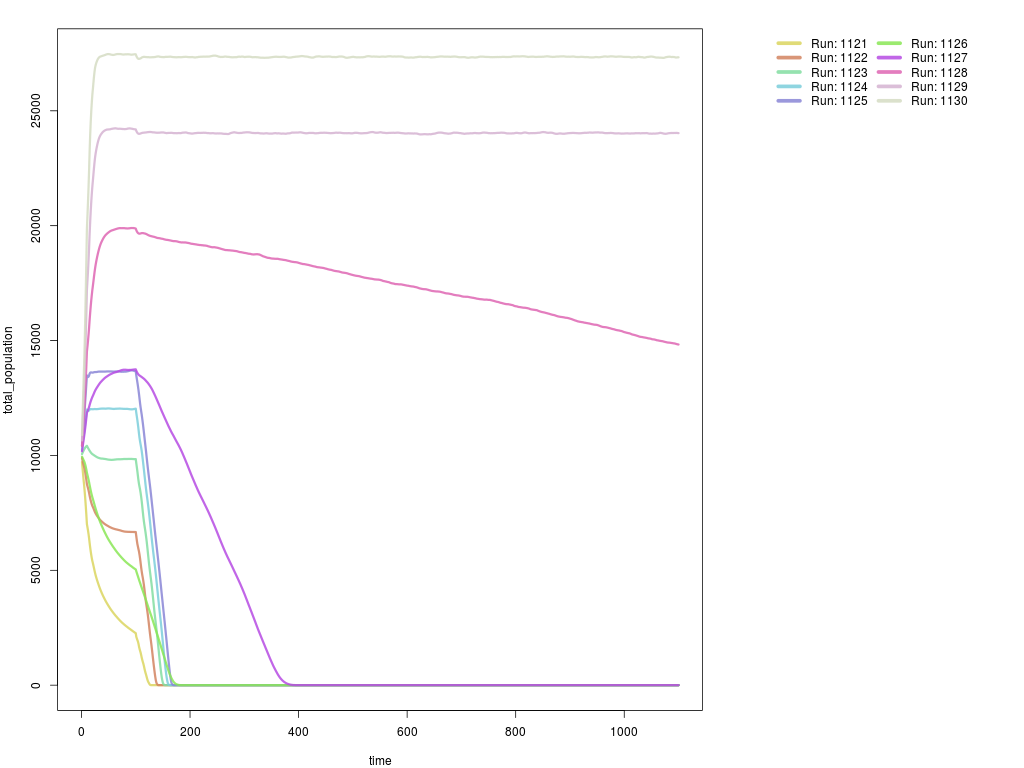 Run: 1121 Run: 1126
Run: 1122 Run: 1127
Run: 1123 Run: 1128
Run: 1124 Run: 1129
Run: 1125 Run: 1130
total_population
25000
20000
15000
10000
5000
0
0 200 400 600 800 1000
time